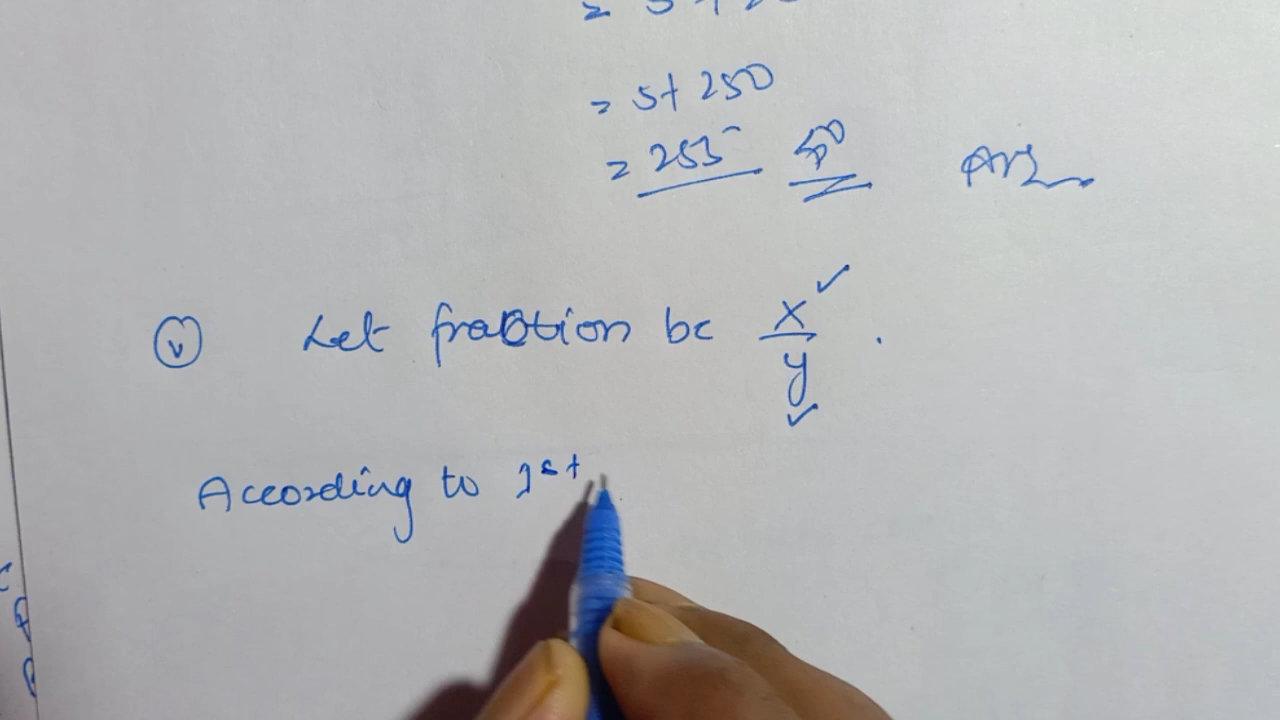 = 5+ 250
= 255 Ans
(v) Let fraction be x/y .
According to 1st